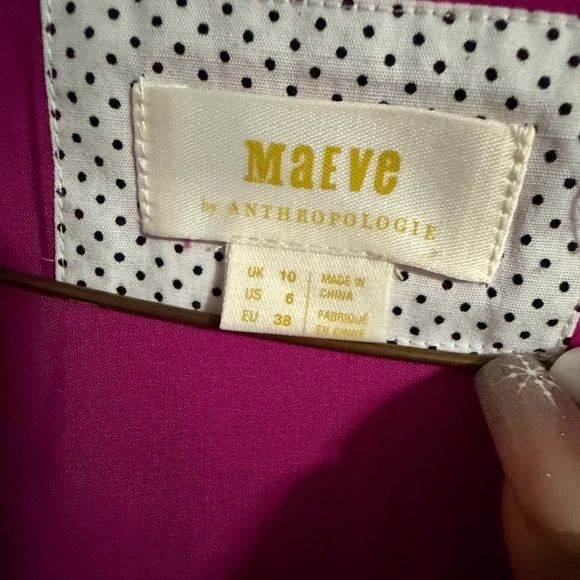 MaEVe
by ANTHROPOLOGIE
UK 10
US 6
EU 38
MADE IN
CHINA
FABRIQUÉ
EN CHINE